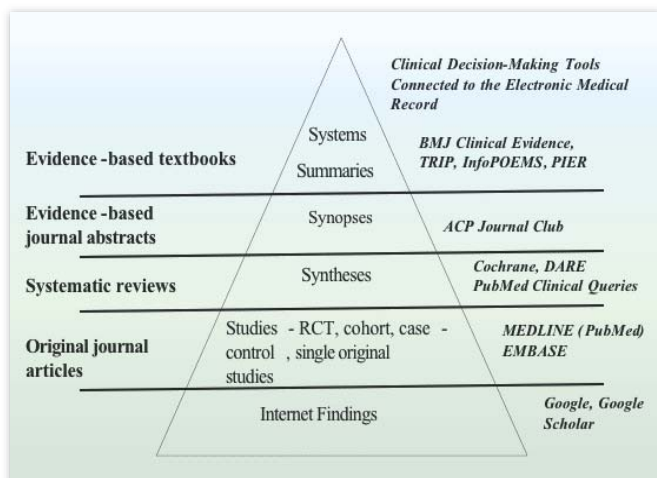 Clinical Decision-Making Tools
Connected to the Electronic Medical
Record
Systems
Evidence -based textbooks
Summaries
BMJ Clinical Evidence,
TRIP, InfoPOEMS, PIER
Evidence -based
journal abstracts
Synopses
ACP Journal Club
Systematic reviews
Syntheses
Cochrane, DARE
PubMed Clinical Queries
Original journal
articles
Studies - RCT, cohort, case -
control , single original
studies
MEDLINE (PubMed)
EMBASE
Internet Findings
Google, Google
Scholar